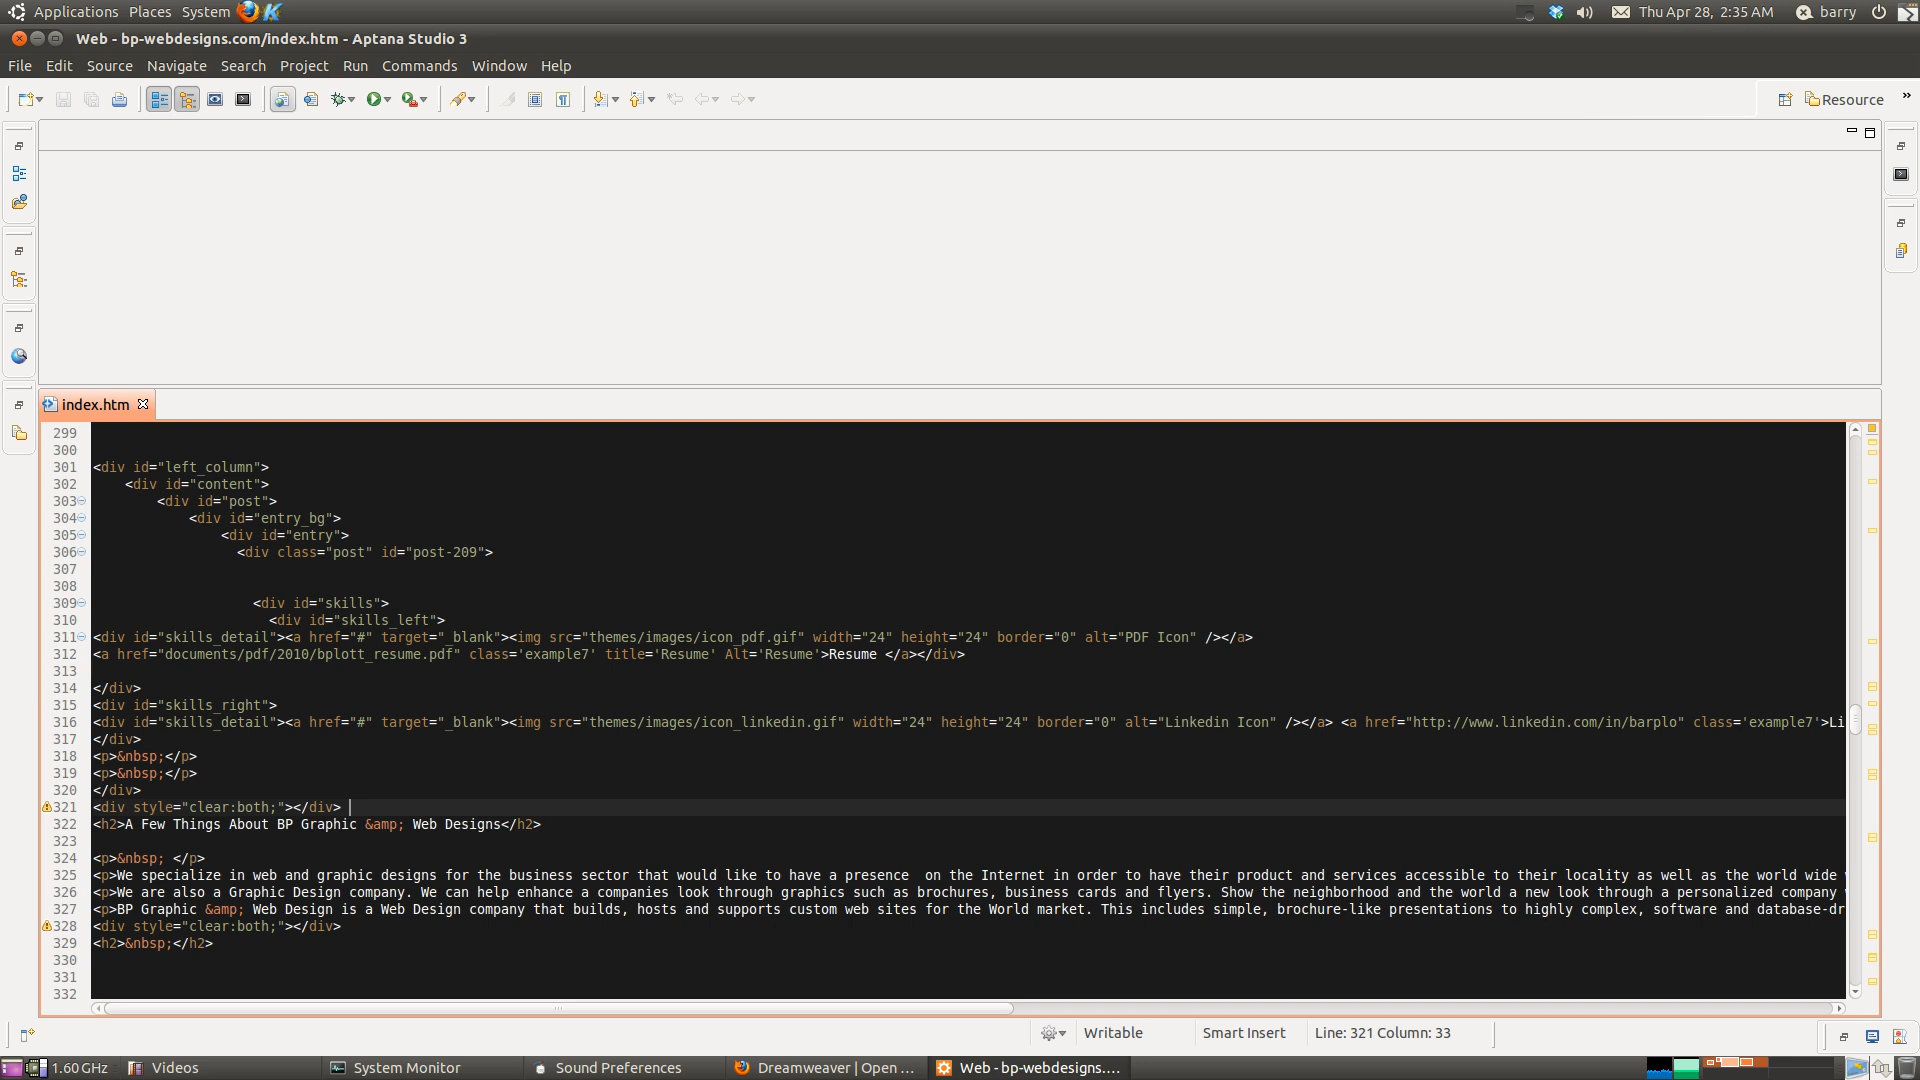 Applications Places System
Thu Apr 28, 2:35 AM barry
Web - bp-webdesigns.com/index.htm - Aptana Studio 3
File Edit Source Navigate Search Project Run Commands Window Help
Resource »
index.htm
299
300
301 <div id="left_column">
302 <div id="content">
303 <div id="post">
304 <div id="entry_bg">
305 <div id="entry">
306 <div class="post" id="post-209">
307
308
309 <div id="skills">
310 <div id="skills_left">
311 <div id="skills_detail"><a href="#" target="_blank"><img src="themes/images/icon_pdf.gif" width="24" height="24" border="0" alt="PDF Icon" /></a>
312 <a href="documents/pdf/2010/bplott_resume.pdf" class='example7' title='Resume' Alt='Resume'>Resume </a></div>
313
314 </div>
315 <div id="skills_right">
316 <div id="skills_detail"><a href="#" target="_blank"><img src="themes/images/icon_linkedin.gif" width="24" height="24" border="0" alt="Linkedin Icon" /></a> <a href="http://www.linkedin.com/in/barplo" class='example7'>Li
317 </div>
318 <p>&nbsp;</p>
319 <p>&nbsp;</p>
320 </div>
321 <div style="clear:both;"></div>
322 <h2>A Few Things About BP Graphic &amp; Web Designs</h2>
323
324 <p>&nbsp; </p>
325 <p>We specialize in web and graphic designs for the business sector that would like to have a presence  on the Internet in order to have their product and services accessible to their locality as well as the world wide
326 <p>We are also a Graphic Design company. We can help enhance a companies look through graphics such as brochures, business cards and flyers. Show the neighborhood and the world a new look through a personalized company
327 <p>BP Graphic &amp; Web Design is a Web Design company that builds, hosts and supports custom web sites for the World market. This includes simple, brochure-like presentations to highly complex, software and database-dr
328 <div style="clear:both;"></div>
329 <h2>&nbsp;</h2>
330
331
332
Writable Smart Insert Line: 321 Column: 33
1.60 GHz Videos System Monitor Sound Preferences Dreamweaver | Open ... Web - bp-webdesigns....